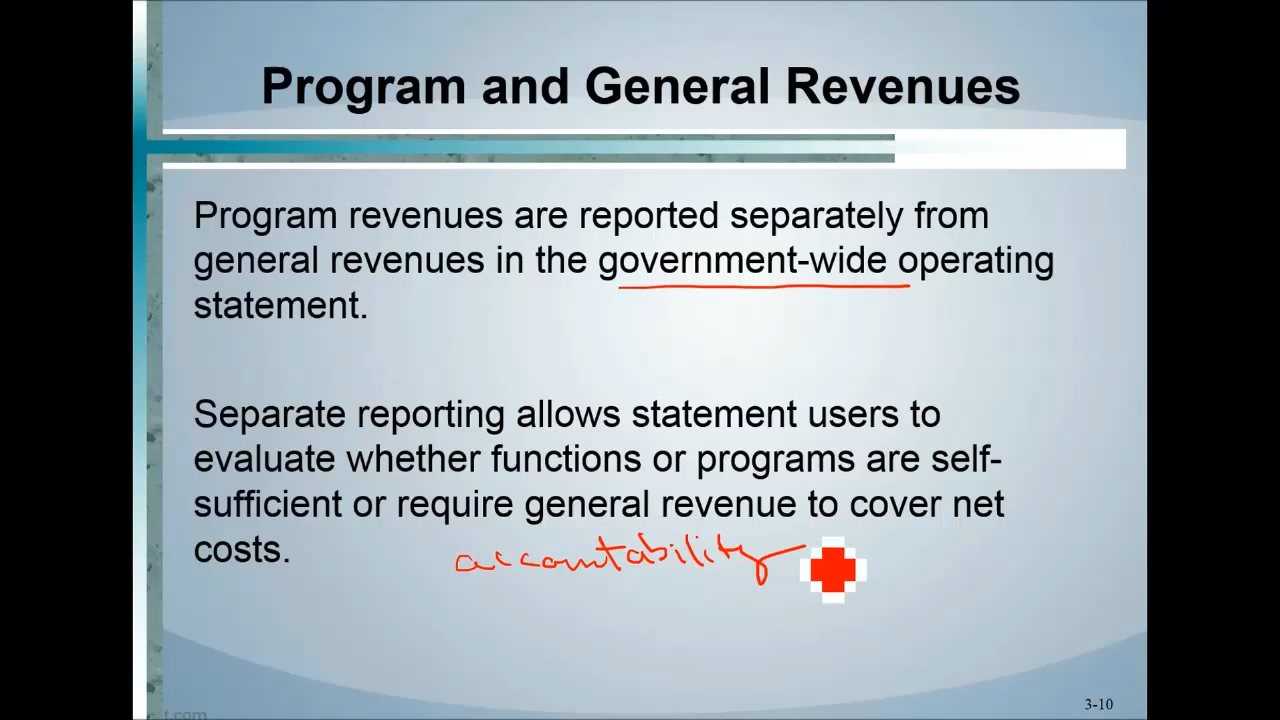 Program and General Revenues
Program revenues are reported separately from
general revenues in the government-wide operating
statement.
Separate reporting allows statement users to
evaluate whether functions or programs are self-
sufficient or require general revenue to cover net
costs.
accountability
3-10
t.com